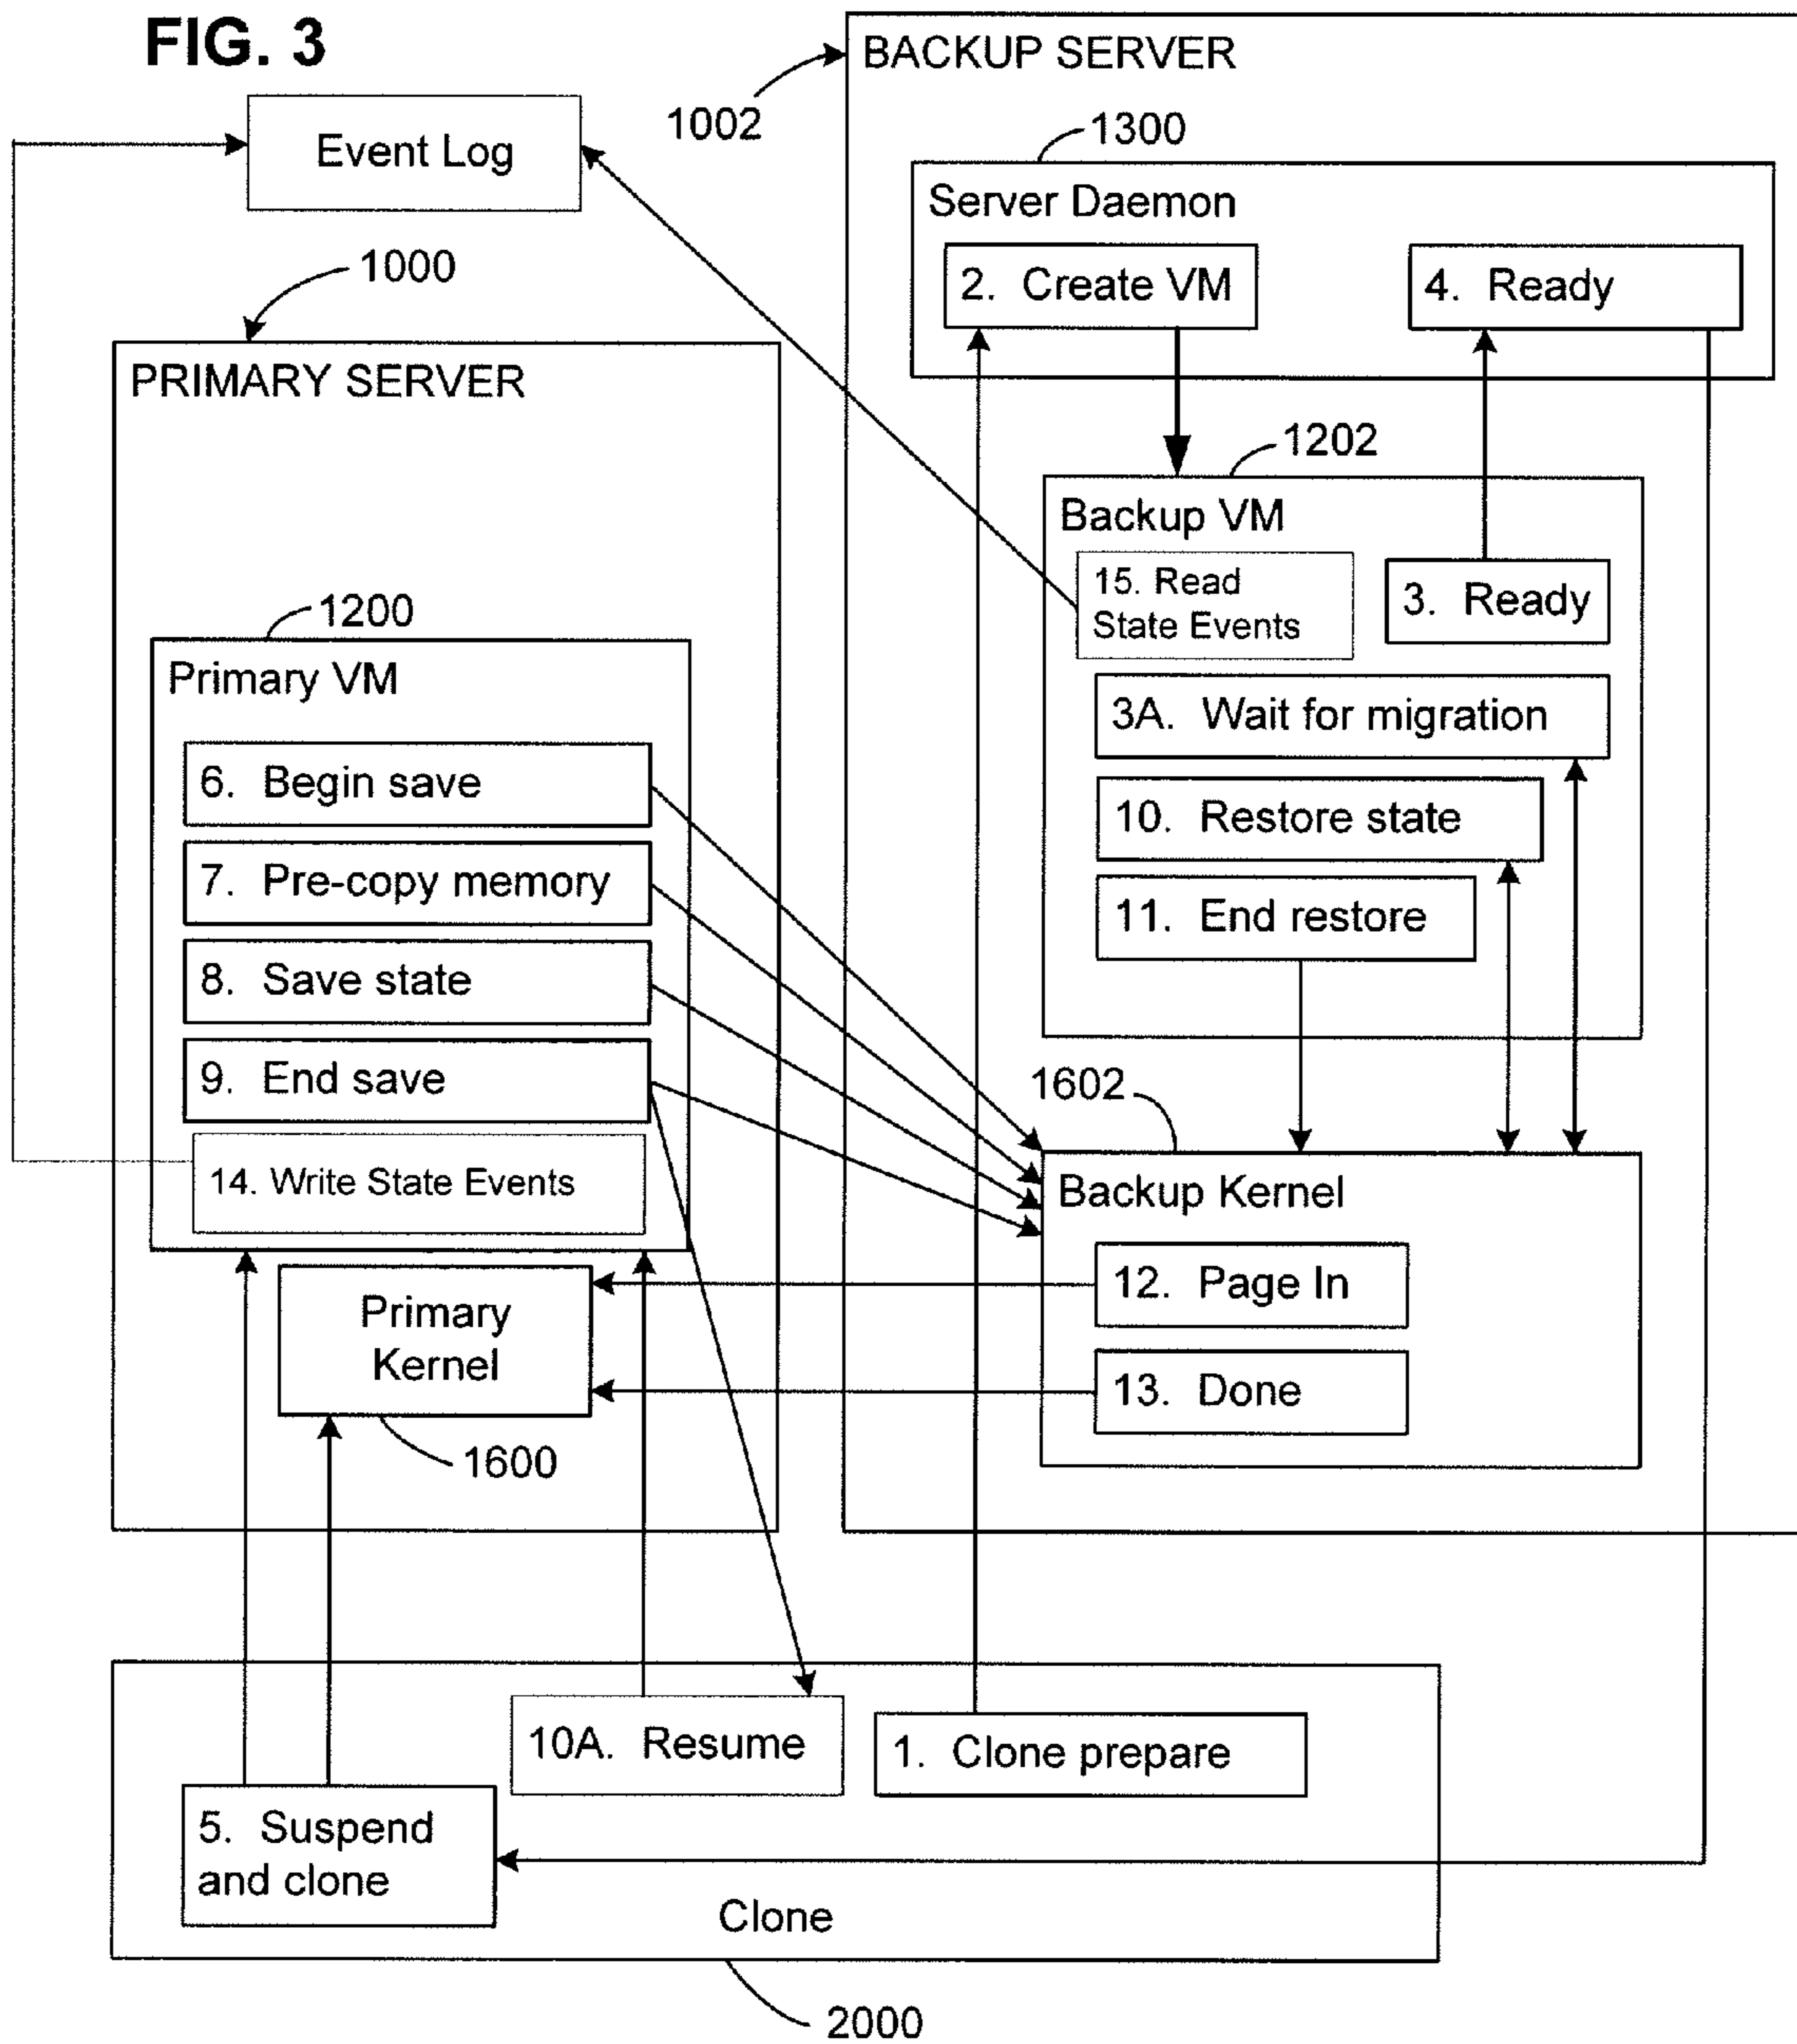 FIG. 3
BACKUP SERVER
1002
Event Log
1300
Server Daemon
2. Create VM
4. Ready
1000
PRIMARY SERVER
1202
Backup VM
15. Read
State Events
3. Ready
1200
Primary VM
3A. Wait for migration
6. Begin save
10. Restore state
7. Pre-copy memory
11. End restore
8. Save state
9. End save
1602
14. Write State Events
Backup Kernel
12. Page In
Primary
Kernel
13. Done
1600
10A. Resume
1. Clone prepare
5. Suspend
and clone
Clone
2000